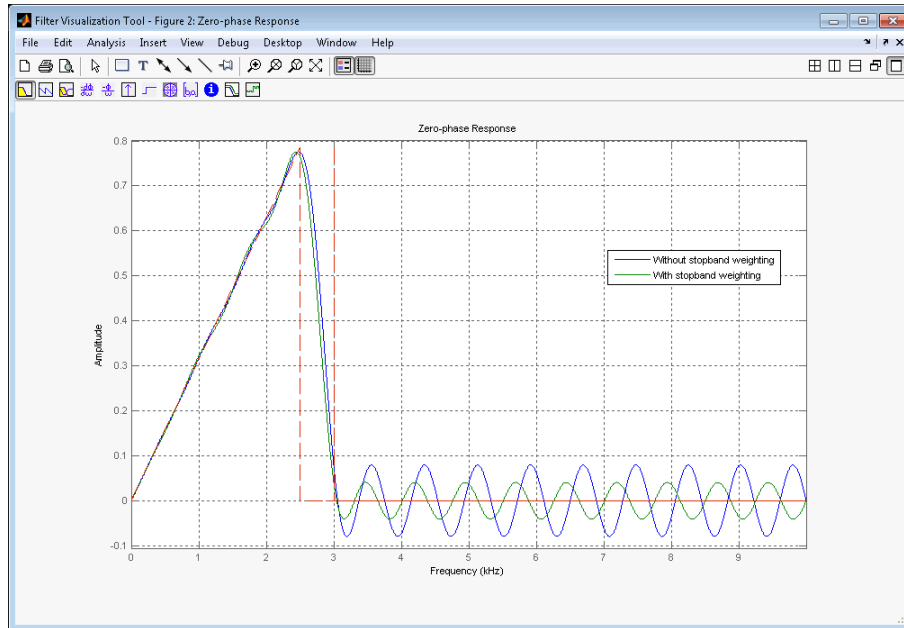 Filter Visualization Tool - Figure 2: Zero-phase Response
File Edit Analysis Insert View Debug Desktop Window Help
Zero-phase Response
0.8
0.7
0.6
0.5
0.4
0.3
0.2
0.1
0
-0.1
Amplitude
Without stopband weighting
With stopband weighting
0 1 2 3 4 5 6 7 8 9
Frequency (kHz)